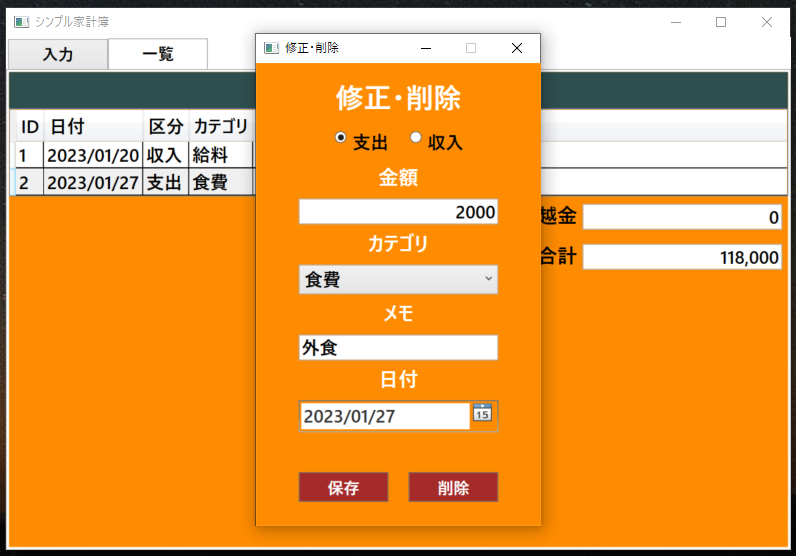 シンプル家計簿
入力 一覧
ID 日付 区分 カテゴリ
1 2023/01/20 収入 給料
2 2023/01/27 支出 食費
越金 0
合計 118,000
修正・削除
修正・削除
支出 収入
金額
2000
カテゴリ
食費
メモ
外食
日付
2023/01/27 15
保存 削除